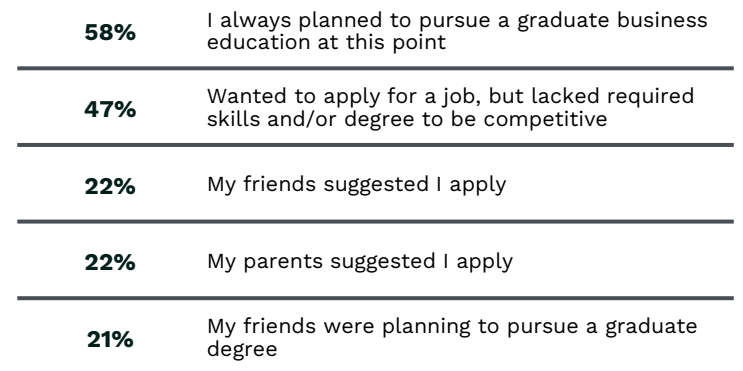 58%
I always planned to pursue a graduate business
education at this point
47%
Wanted to apply for a job, but lacked required
skills and/or degree to be competitive
22%
My friends suggested I apply
22%
My parents suggested I apply
21%
My friends were planning to pursue a graduate
degree